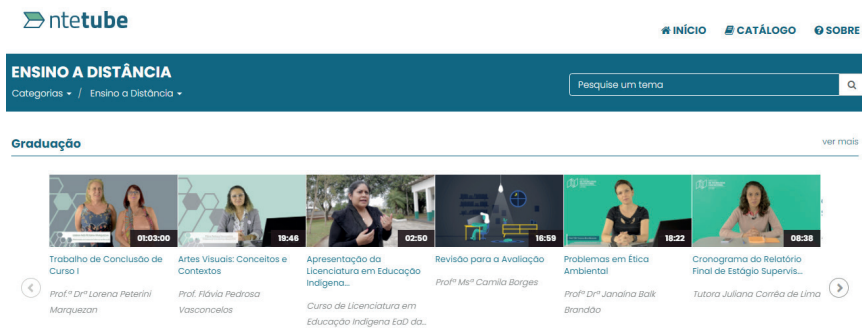 ntetube
INÍCIO CATÁLOGO SOBRE
ENSINO A DISTÂNCIA
Categorias / Ensino a Distância
Pesquise um tema
Graduação
ver mais
01:03:00
19:46
02:50
16:59
18:22
08:38
Trabalho de Conclusão de
Curso I
Prof.ª Drª Lorena Peterini
Marquezan
Artes Visuais: Conceitos e
Contextos
Prof. Flávia Pedrosa
Vasconcelos
Apresentação da
Licenciatura em Educação
Indígena...
Curso de Licenciatura em
Educação Indígena EaD da...
Revisão para a Avaliação
Profª Msª Camila Borges
Problemas em Ética
Ambiental
Profª Drª Janaína Balk
Brandão
Cronograma do Relatório
Final de Estágio Supervis...
Tutora Juliana Corrêa de Lima